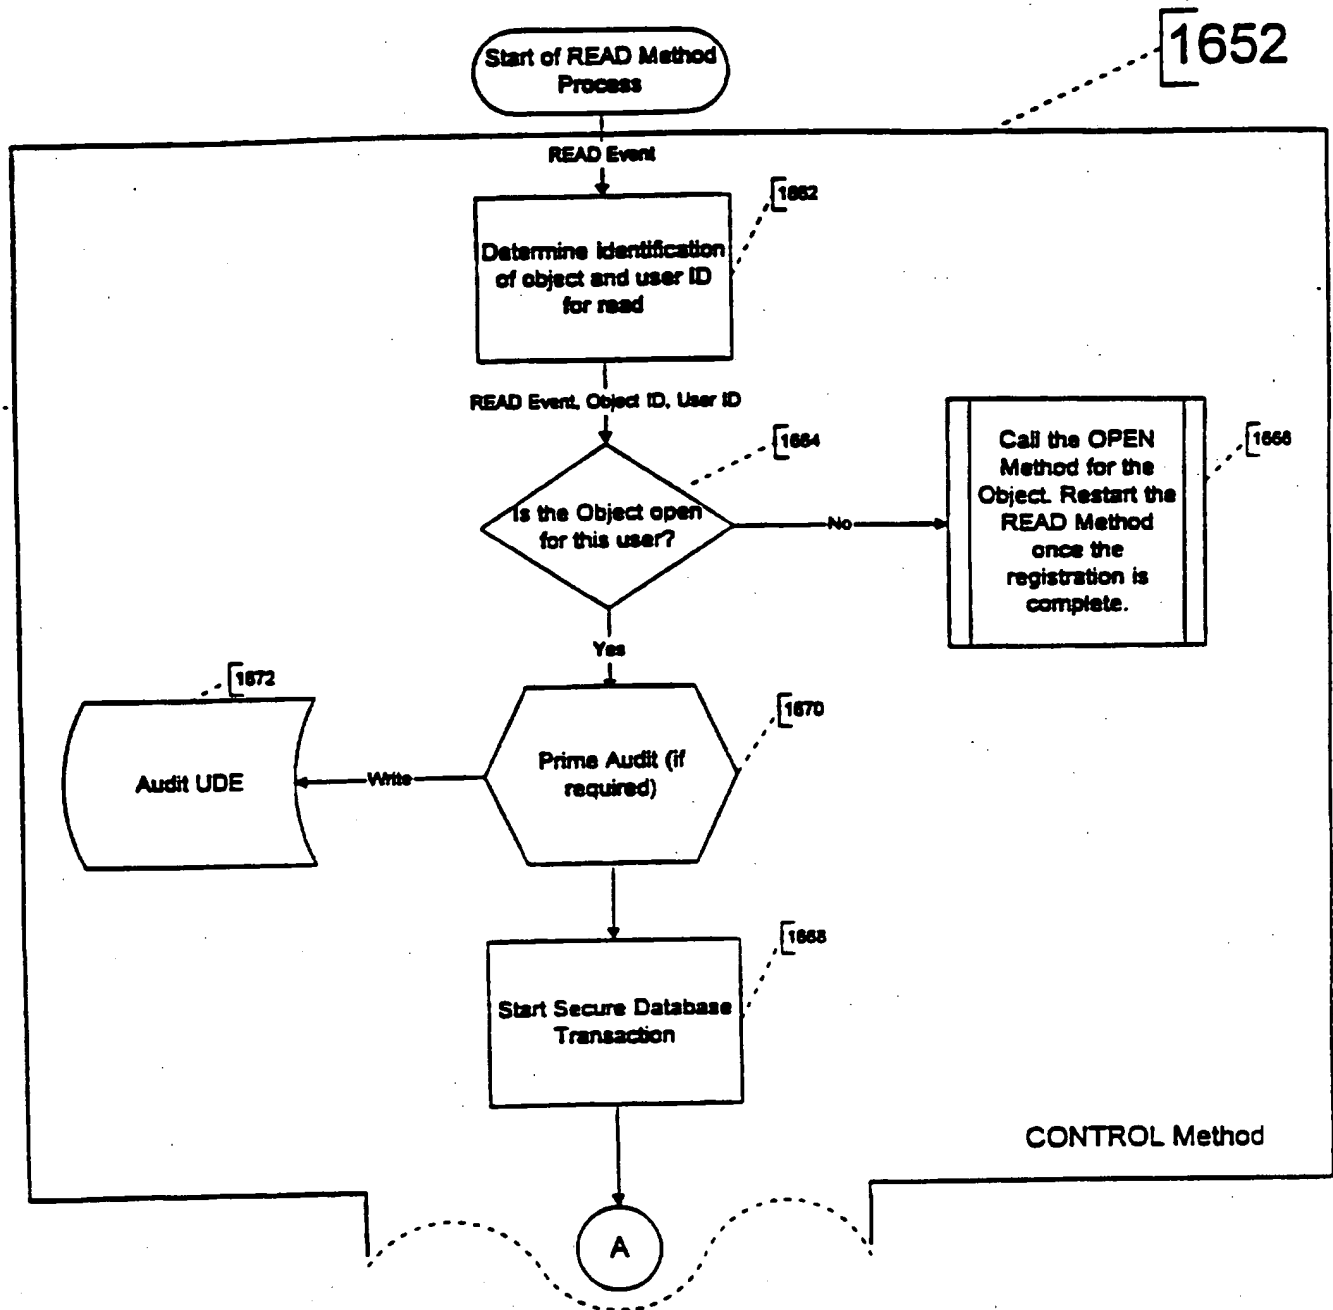 1652
Start of READ Method
Process
READ Event
1662
Determine identification
of object and user ID
for read
READ Event, Object ID, User ID
1664
Is the Object open
for this user?
No
Call the OPEN
Method for the
Object. Restart the
READ Method
once the
registration is
complete.
1666
Yes
1672
Audit UDE
Write
Prime Audit (if
required)
1670
1668
Start Secure Database
Transaction
CONTROL Method
A